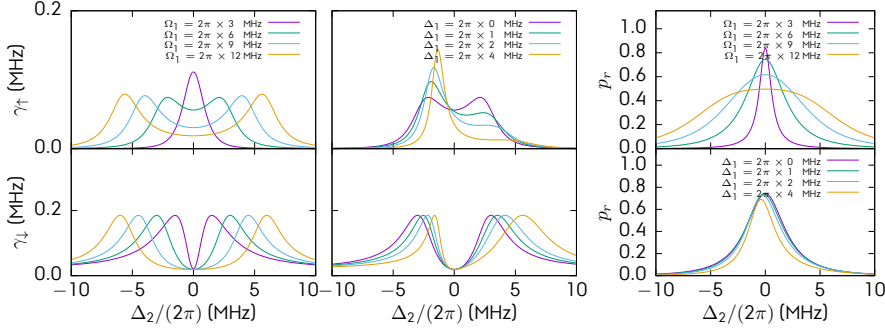 0.2
0.1
0.0
γ↑ (MHz)
Ω1 = 2π × 3 MHz
Ω1 = 2π × 6 MHz
Ω1 = 2π × 9 MHz
Ω1 = 2π × 12 MHz
Δ1 = 2π × 0 MHz
Δ1 = 2π × 1 MHz
Δ1 = 2π × 2 MHz
Δ1 = 2π × 4 MHz
1.0
0.8
0.6
0.4
0.2
0.0
pr
Ω1 = 2π × 3 MHz
Ω1 = 2π × 6 MHz
Ω1 = 2π × 9 MHz
Ω1 = 2π × 12 MHz
0.2
0.0
γ↓ (MHz)
−10 −5 0 5 10
Δ2/(2π) (MHz)
−5 0 5 10
Δ2/(2π) (MHz)
1.0
0.8
0.6
0.4
0.2
0.0
pr
Δ1 = 2π × 0 MHz
Δ1 = 2π × 1 MHz
Δ1 = 2π × 2 MHz
Δ1 = 2π × 4 MHz
−10 −5 0 5 10
Δ2/(2π) (MHz)